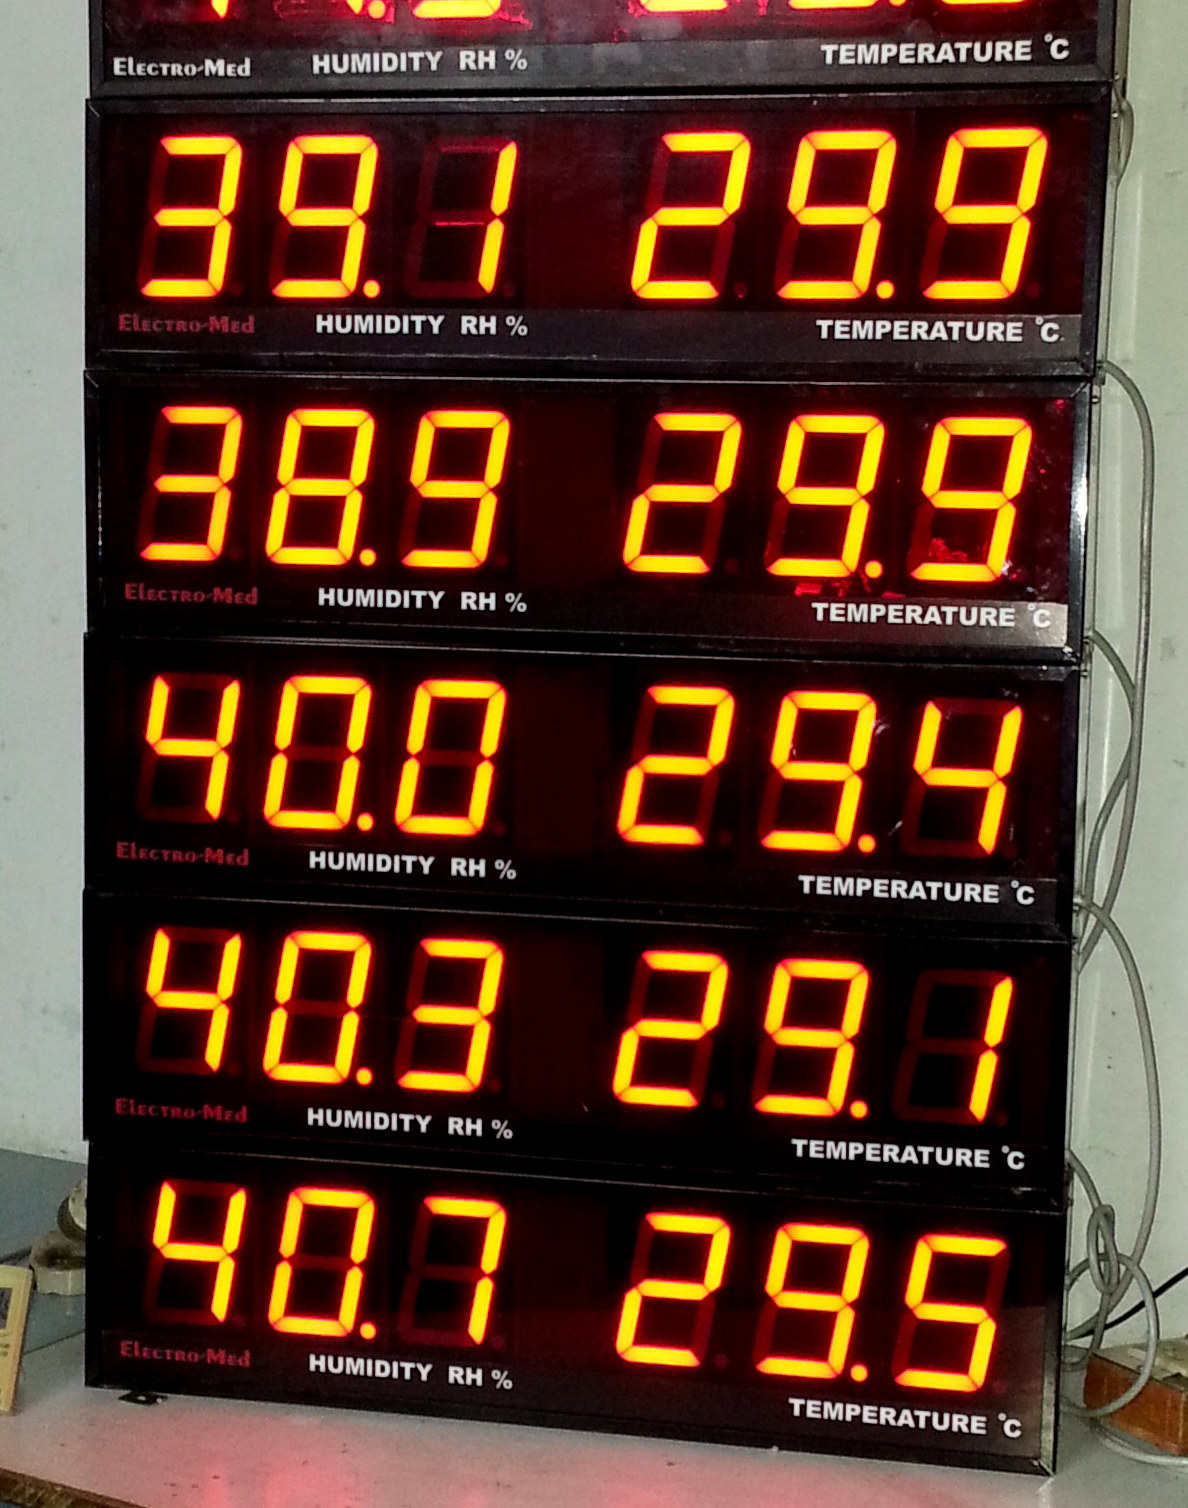 Electro-Med HUMIDITY RH % TEMPERATURE °C
39.1 29.9
Electro-Med HUMIDITY RH % TEMPERATURE °C
38.9 29.9
Electro-Med HUMIDITY RH % TEMPERATURE °C
40.0 29.4
Electro-Med HUMIDITY RH % TEMPERATURE °C
40.3 29.1
Electro-Med HUMIDITY RH % TEMPERATURE °C
40.7 29.5
Electro-Med HUMIDITY RH % TEMPERATURE °C